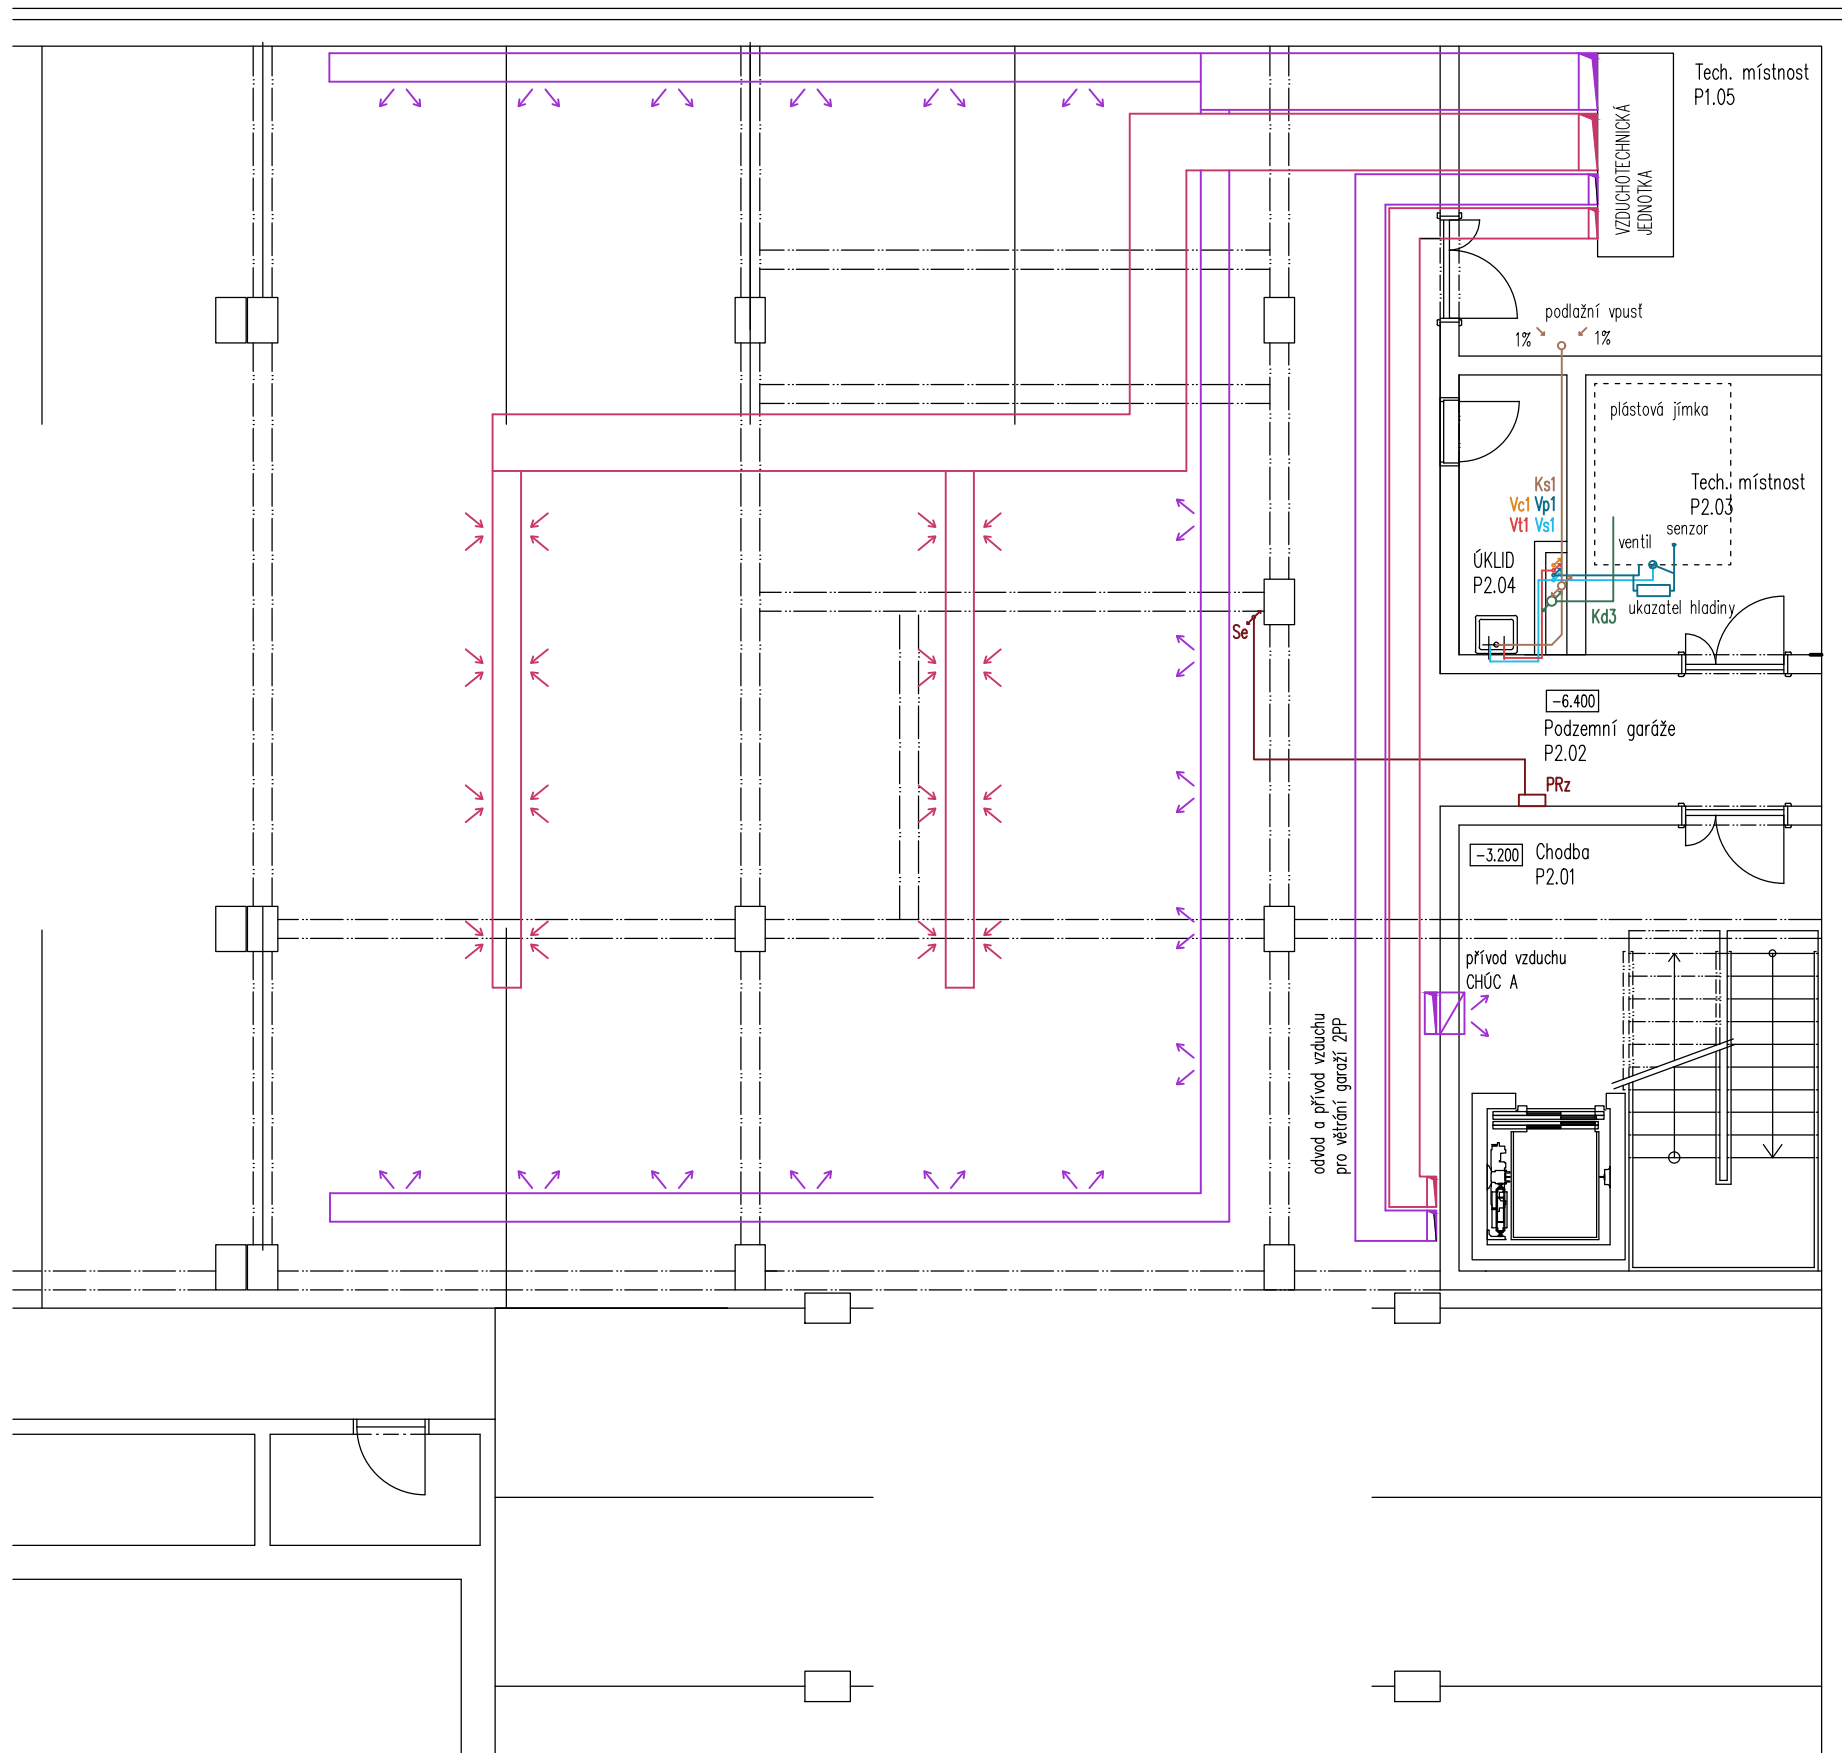 Tech. místnost
P1.05
VZDUCHOTECHNICKÁ
JEDNOTKA
podlažní vpusť
1%
1%
plástová jímka
Tech. místnost
P2.03
Ks1
Vc1 Vp1
Vt1 Vs1
senzor
ventil
ÚKLID
P2.04
ukazatel hladiny
Kd3
Se
-6.400
Podzemní garáže
P2.02
PRz
-3.200
Chodba
P2.01
přívod vzduchu
CHÚC A
odvod a přívod vzduchu
pro větrání garaží 2PP